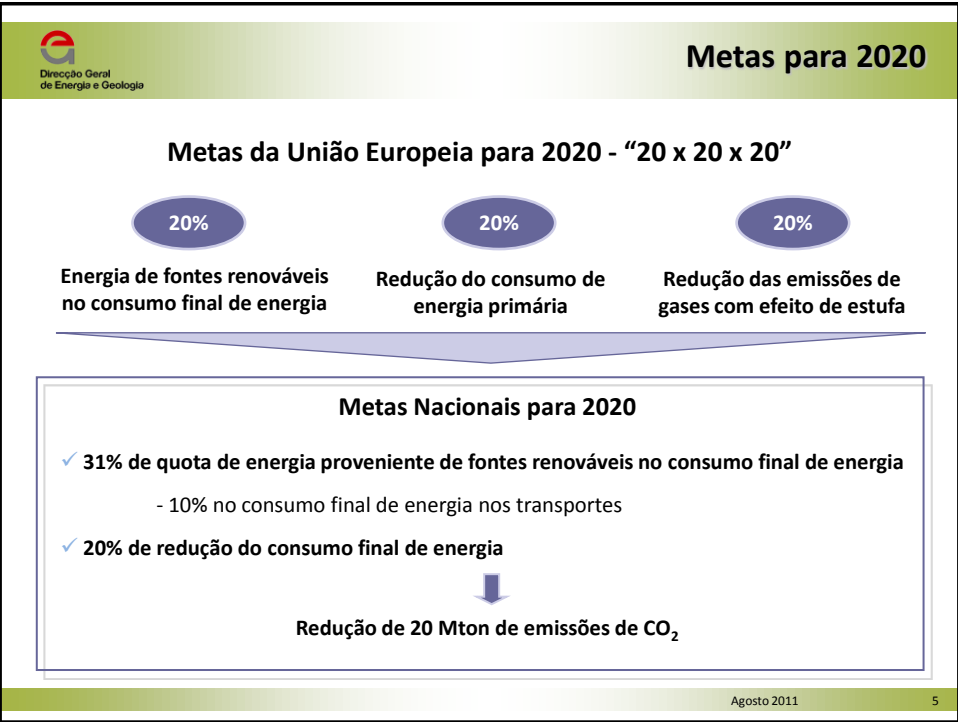 Direcção Geral
de Energia e Geologia
Metas para 2020
Metas da União Europeia para 2020 - “20 x 20 x 20”
20%
Energia de fontes renováveis
no consumo final de energia
20%
Redução do consumo de
energia primária
20%
Redução das emissões de
gases com efeito de estufa
Metas Nacionais para 2020
✓ 31% de quota de energia proveniente de fontes renováveis no consumo final de energia
- 10% no consumo final de energia nos transportes
✓ 20% de redução do consumo final de energia
Redução de 20 Mton de emissões de CO₂
Agosto 2011
5